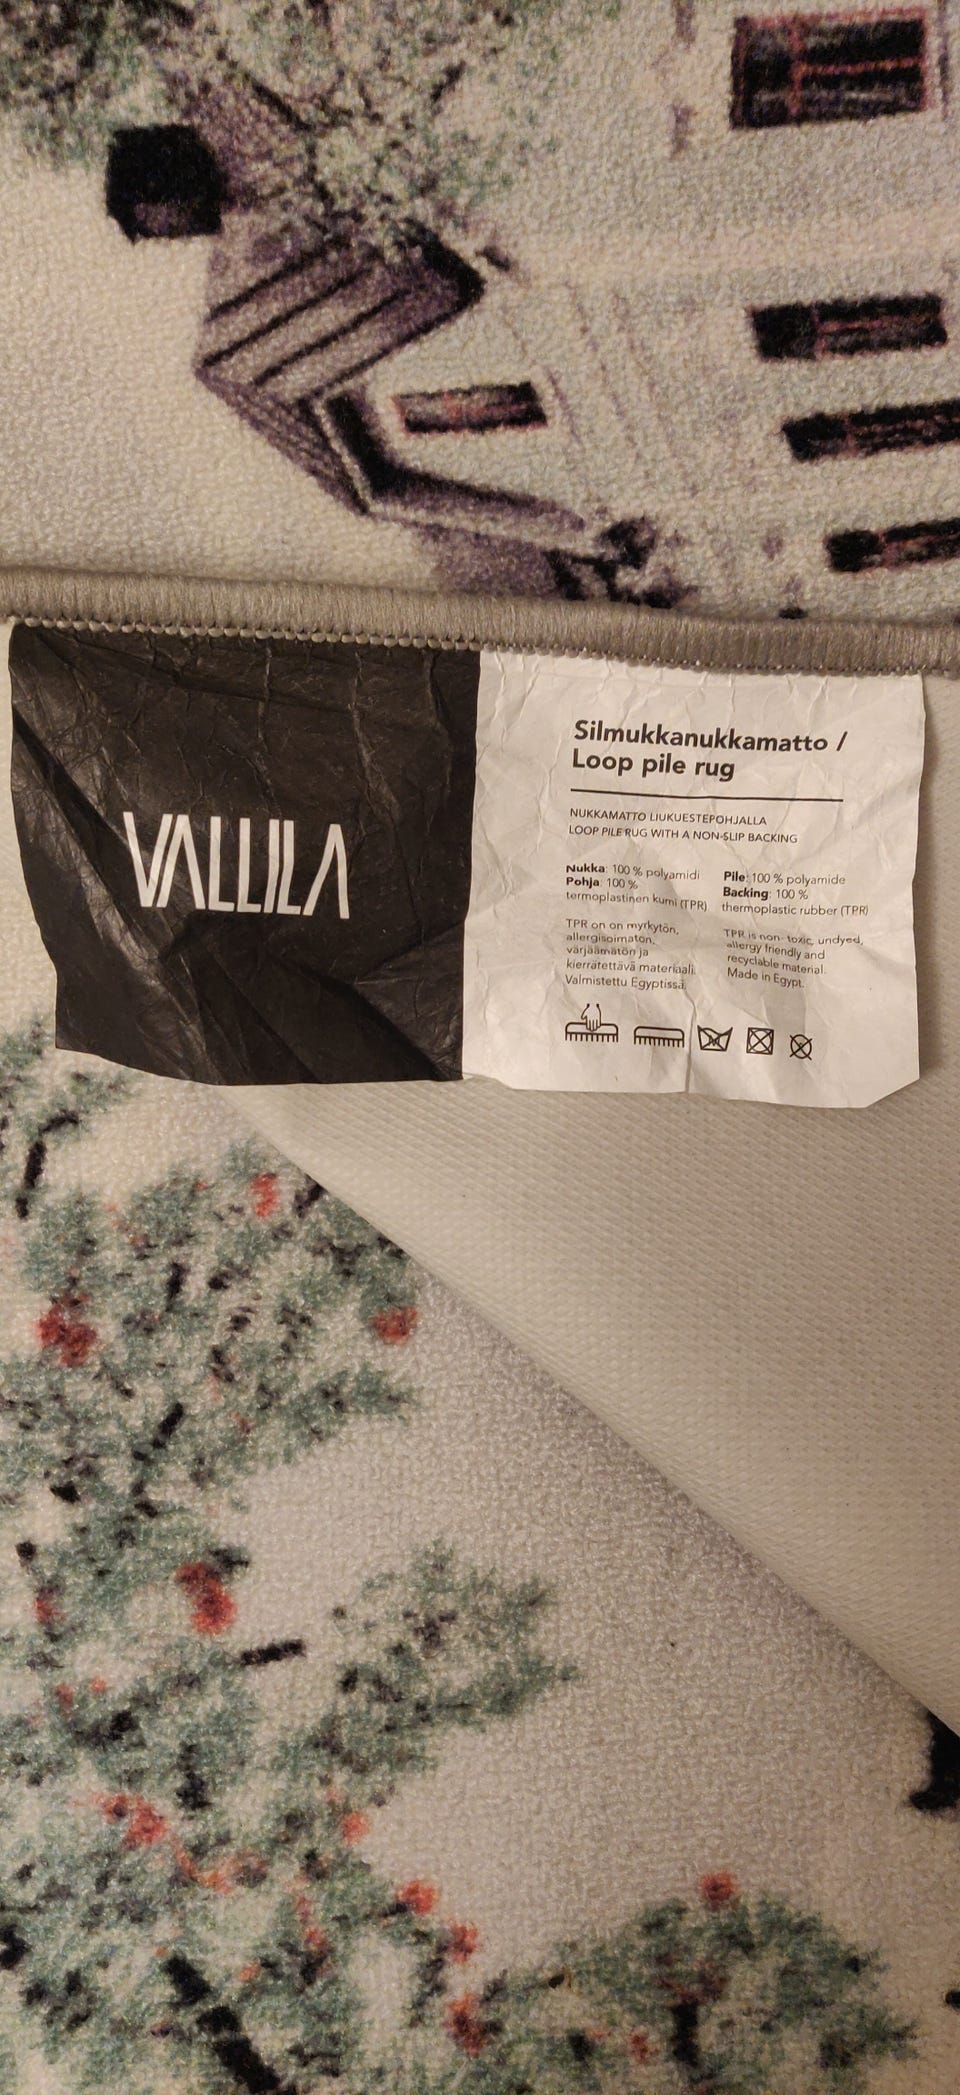 VALLILA
Silmukkanukkamatto /
Loop pile rug
NUKKAMATTO LIUKUESTEPOHJALLA
LOOP PILE RUG WITH A NON-SLIP BACKING
Nukka: 100 % polyamidi
Pohja: 100 %
termoplastinen kumi (TPR)
TPR on on myrkytön,
allergisoimaton,
värjäämätön ja
kierrätettävä materiaali.
Valmistettu Egyptissä.
Pile: 100 % polyamide
Backing: 100 %
thermoplastic rubber (TPR)
TPR is non- toxic, undyed,
allergy friendly and
recyclable material.
Made in Egypt.